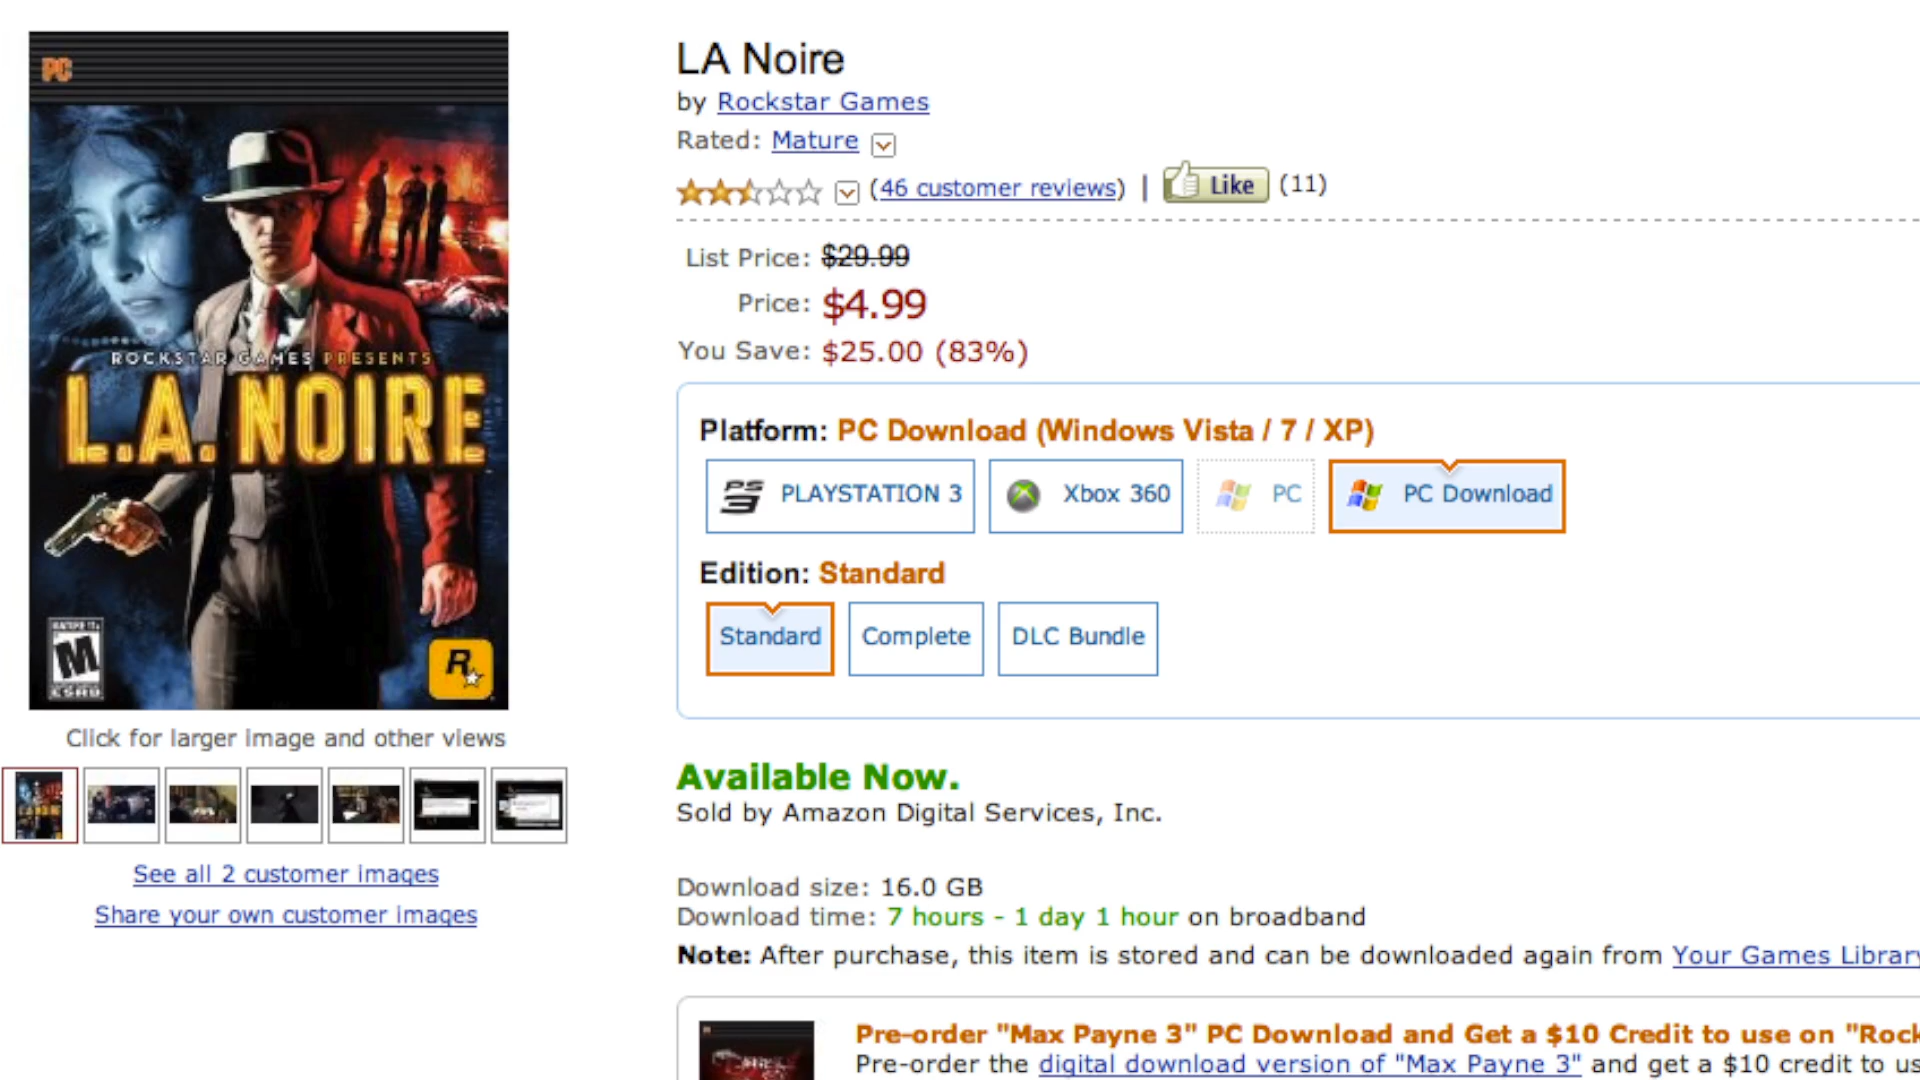 PC
ROCKSTAR GAMES PRESENTS
L.A. NOIRE
M
ESRB
R
Click for larger image and other views
See all 2 customer images
Share your own customer images
LA Noire
by Rockstar Games
Rated: Mature
(46 customer reviews) | Like (11)
List Price: $29.99
Price: $4.99
You Save: $25.00 (83%)
Platform: PC Download (Windows Vista / 7 / XP)
PS3 PLAYSTATION 3 Xbox 360 PC PC Download
Edition: Standard
Standard Complete DLC Bundle
Available Now.
Sold by Amazon Digital Services, Inc.
Download size: 16.0 GB
Download time: 7 hours - 1 day 1 hour on broadband
Note: After purchase, this item is stored and can be downloaded again from Your Games Library
Pre-order "Max Payne 3" PC Download and Get a $10 Credit to use on "Rock
Pre-order the digital download version of "Max Payne 3" and get a $10 credit to us